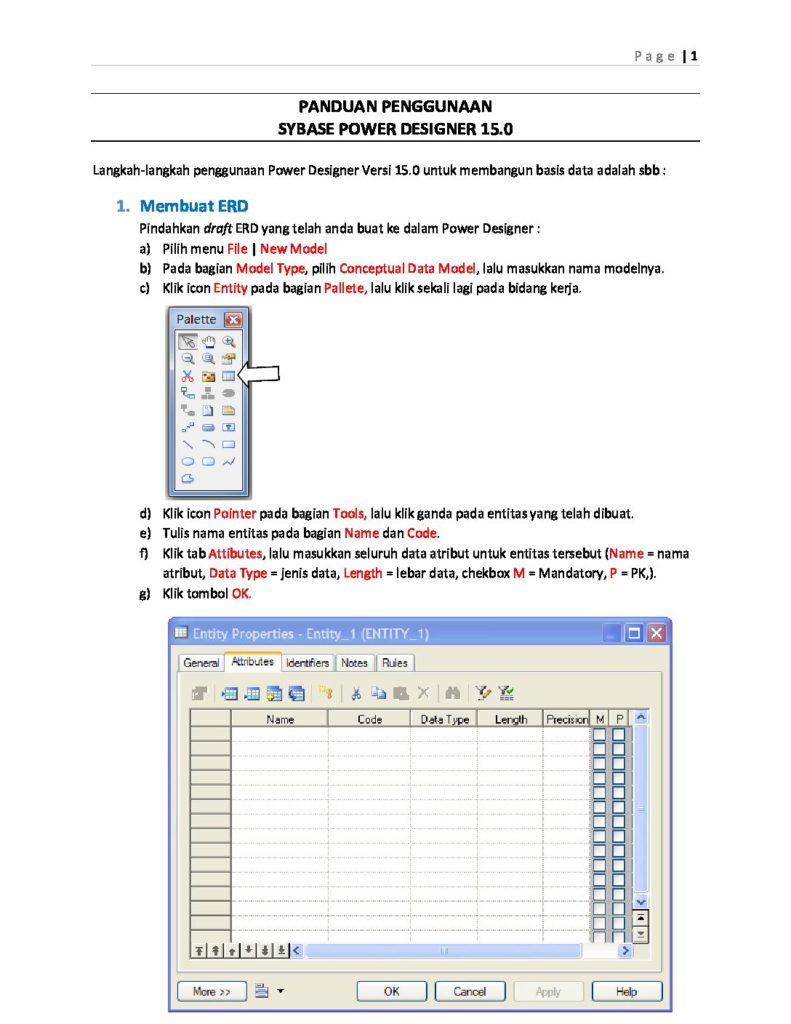 Page | 1
PANDUAN PENGGUNAAN
SYBASE POWER DESIGNER 15.0
Langkah-langkah penggunaan Power Designer Versi 15.0 untuk membangun basis data adalah sbb :
1. Membuat ERD
Pindahkan draft ERD yang telah anda buat ke dalam Power Designer :
a) Pilih menu File | New Model
b) Pada bagian Model Type, pilih Conceptual Data Model, lalu masukkan nama modelnya.
c) Klik icon Entity pada bagian Pallete, lalu klik sekali lagi pada bidang kerja.
Palette
d) Klik icon Pointer pada bagian Tools, lalu klik ganda pada entitas yang telah dibuat.
e) Tulis nama entitas pada bagian Name dan Code.
f) Klik tab Attibutes, lalu masukkan seluruh data atribut untuk entitas tersebut (Name = nama
atribut, Data Type = jenis data, Length = lebar data, chekbox M = Mandatory, P = PK,).
g) Klik tombol OK.
Entity Properties - Entity_1 (ENTITY_1)
General Attributes Identifiers Notes Rules
Name Code Data Type Length Precision M P
More >> OK Cancel Apply Help